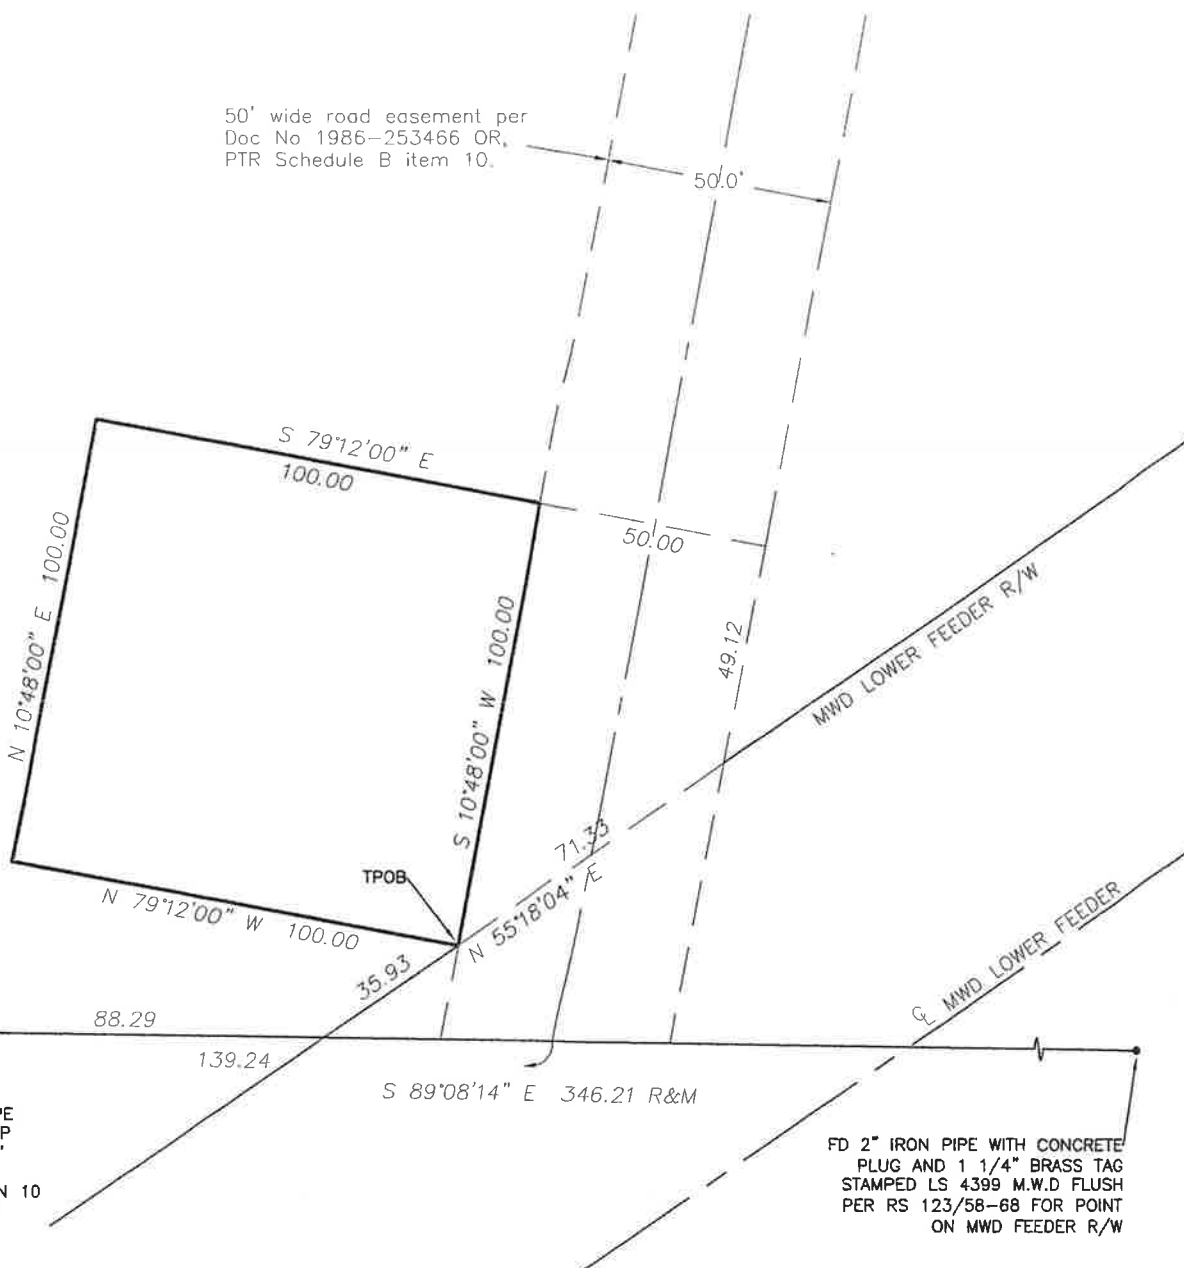 50' wide road easement per
Doc No 1986-253466 OR,
PTR Schedule B item 10.
50.0'
S 79°12'00" E
100.00
N 10°48'00" E 100.00
S 10°48'00" W 100.00
50.00
49.12
MWD LOWER FEEDER R/W
71.33
N 55°18'04" E
TPOB
N 79°12'00" W 100.00
35.93
℄ MWD LOWER FEEDER
88.29
139.24
S 89°08'14" E 346.21 R&M
PE
P
"
N 10
FD 2" IRON PIPE WITH CONCRETE
PLUG AND 1 1/4" BRASS TAG
STAMPED LS 4399 M.W.D FLUSH
PER RS 123/58-68 FOR POINT
ON MWD FEEDER R/W